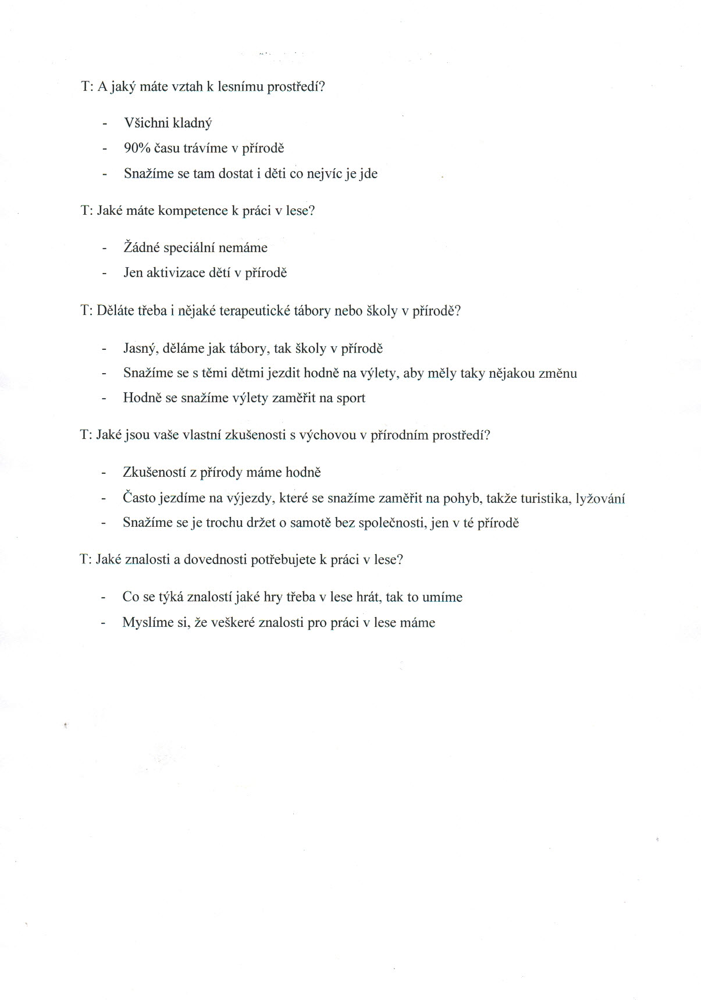 T: A jaký máte vztah k lesnímu prostředí?
- Všichni kladný
- 90% času trávíme v přírodě
- Snažíme se tam dostat i děti co nejvíc je jde
T: Jaké máte kompetence k práci v lese?
- Žádné speciální nemáme
- Jen aktivizace dětí v přírodě
T: Děláte třeba i nějaké terapeutické tábory nebo školy v přírodě?
- Jasný, děláme jak tábory, tak školy v přírodě
- Snažíme se s těmi dětmi jezdit hodně na výlety, aby měly taky nějakou změnu
- Hodně se snažíme výlety zaměřit na sport
T: Jaké jsou vaše vlastní zkušenosti s výchovou v přírodním prostředí?
- Zkušeností z přírody máme hodně
- Často jezdíme na výjezdy, které se snažíme zaměřit na pohyb, takže turistika, lyžování
- Snažíme se je trochu držet o samotě bez společnosti, jen v té přírodě
T: Jaké znalosti a dovednosti potřebujete k práci v lese?
- Co se týká znalostí jaké hry třeba v lese hrát, tak to umíme
- Myslíme si, že veškeré znalosti pro práci v lese máme